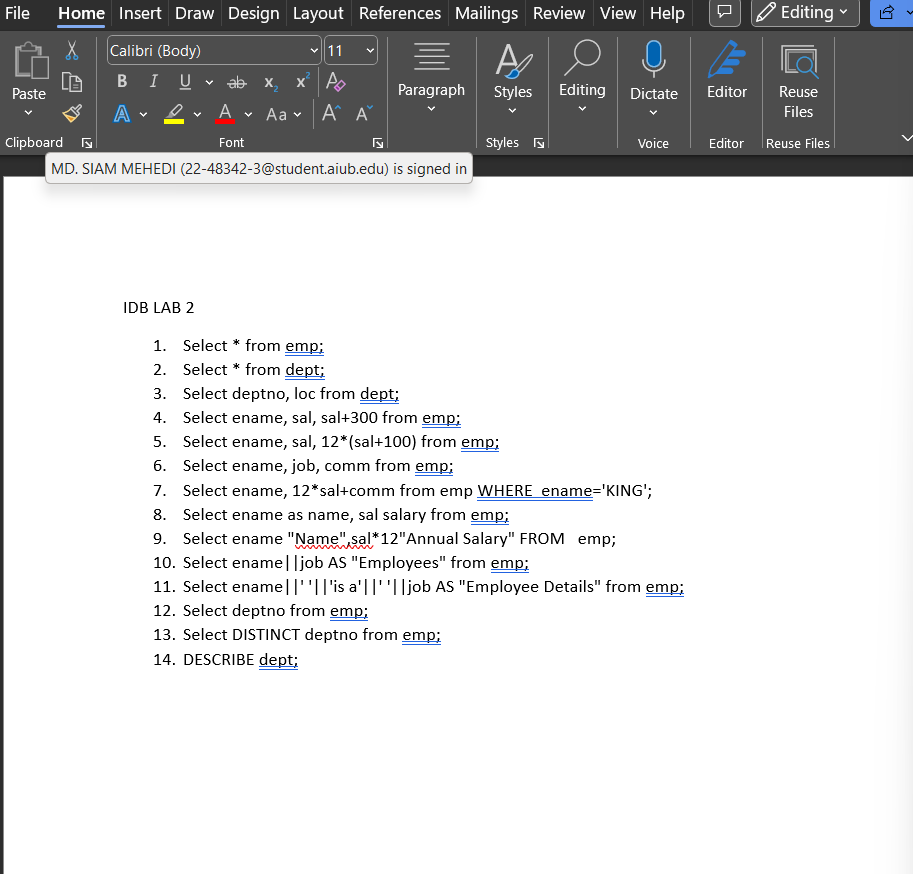 File Home Insert Draw Design Layout References Mailings Review View Help Editing
Calibri (Body) 11
Paste
B I U ab x₂ x² A
A A Aa A A
Paragraph
Styles
Editing
Dictate
Editor
Reuse
Files
Clipboard Font Styles Voice Editor Reuse Files
MD. SIAM MEHEDI (22-48342-3@student.aiub.edu) is signed in
IDB LAB 2
1. Select * from emp;
2. Select * from dept;
3. Select deptno, loc from dept;
4. Select ename, sal, sal+300 from emp;
5. Select ename, sal, 12*(sal+100) from emp;
6. Select ename, job, comm from emp;
7. Select ename, 12*sal+comm from emp WHERE ename='KING';
8. Select ename as name, sal salary from emp;
9. Select ename "Name",sal*12"Annual Salary" FROM emp;
10. Select ename||job AS "Employees" from emp;
11. Select ename||' '||'is a'||' '||job AS "Employee Details" from emp;
12. Select deptno from emp;
13. Select DISTINCT deptno from emp;
14. DESCRIBE dept;